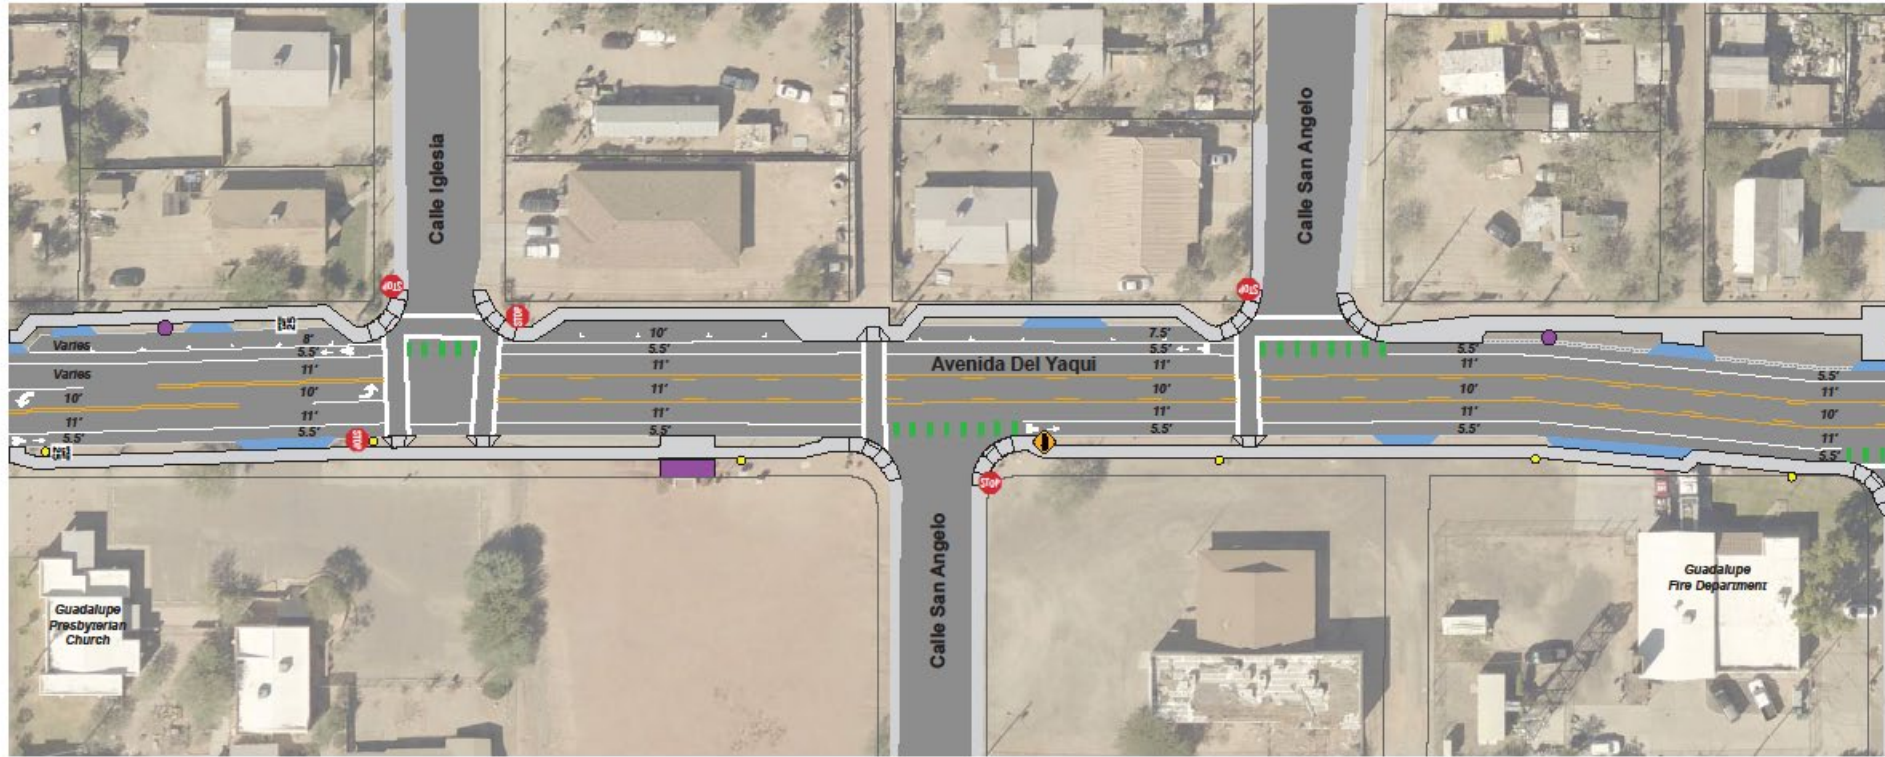 Calle Iglesia
Calle San Angelo
STOP
STOP
STOP
25
Varies
8'
5.5'
11'
Varies
10'
10'
11'
11'
5.5'
5.5'
STOP
10'
5.5'
11'
11'
11'
5.5'
7.5'
5.5'
Avenida Del Yaqui
11'
10'
11'
5.5'
5.5'
11'
10'
11'
5.5'
5.5'
11'
10'
11'
5.5'
STOP
Calle San Angelo
Guadalupe
Presbyterian
Church
Guadalupe
Fire Department